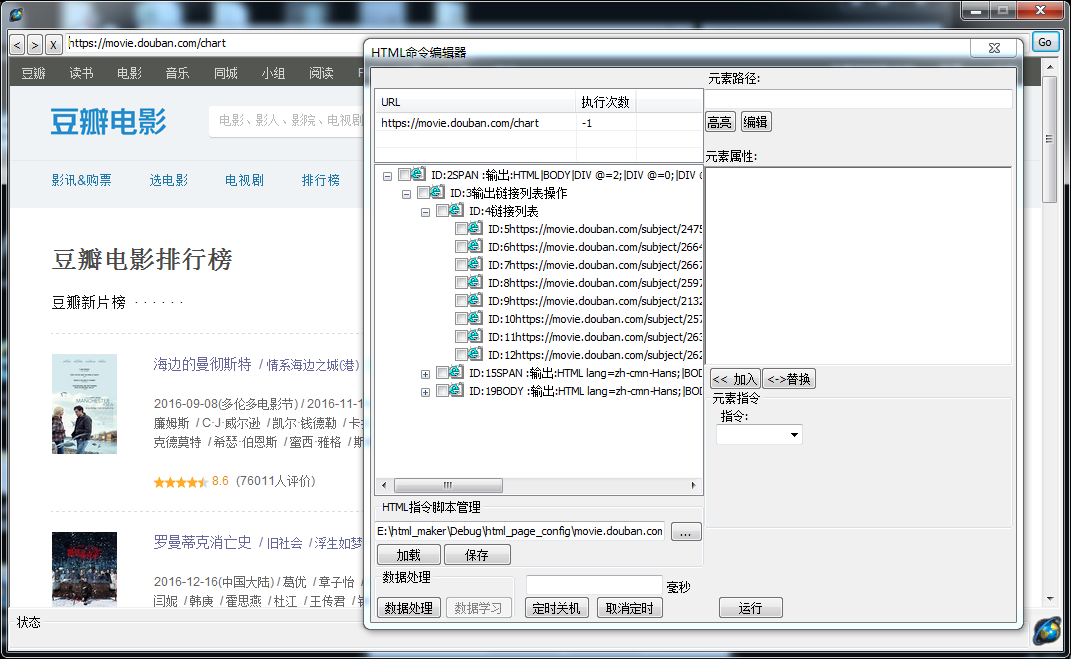 < > X https://movie.douban.com/chart Go
豆瓣 读书 电影 音乐 同城 小组 阅读
豆瓣电影
电影、影人、影院、电视剧
影讯&购票 选电影 电视剧 排行榜
豆瓣电影排行榜
豆瓣新片榜 · · · · · ·
海边的曼彻斯特 / 情系海边之城(港)
2016-09-08(多伦多电影节) / 2016-11-1
廉姆斯 / C·J·威尔逊 / 凯尔·钱德勒 / 卡
克德莫特 / 希瑟·伯恩斯 / 蜜西·雅格 / 斯
8.6 (76011人评价)
罗曼蒂克消亡史 / 旧社会 / 浮生如梦
2016-12-16(中国大陆) / 葛优 / 章子怡
闫妮 / 韩庚 / 霍思燕 / 杜江 / 王传君 / 钟
状态
HTML命令编辑器
URL 执行次数
https://movie.douban.com/chart -1
ID:2SPAN :输出:HTML|BODY|DIV @=2;|DIV @=0;|DIV
ID:3输出链接列表操作
ID:4链接列表
ID:5https://movie.douban.com/subject/2475
ID:6https://movie.douban.com/subject/2664
ID:7https://movie.douban.com/subject/2667
ID:8https://movie.douban.com/subject/2597
ID:9https://movie.douban.com/subject/2132
ID:10https://movie.douban.com/subject/257
ID:11https://movie.douban.com/subject/263
ID:12https://movie.douban.com/subject/262
ID:15SPAN :输出:HTML lang=zh-cmn-Hans;|BOD
ID:19BODY :输出:HTML lang=zh-cmn-Hans;|BOD
HTML指令脚本管理
E:\html_maker\Debug\html_page_config\movie.douban.com
...
加载 保存
数据处理
数据处理 数据学习
毫秒
定时关机 取消定时
元素路径:
高亮 编辑
元素属性:
<< 加入 <->替换
元素指令
指令:
运行